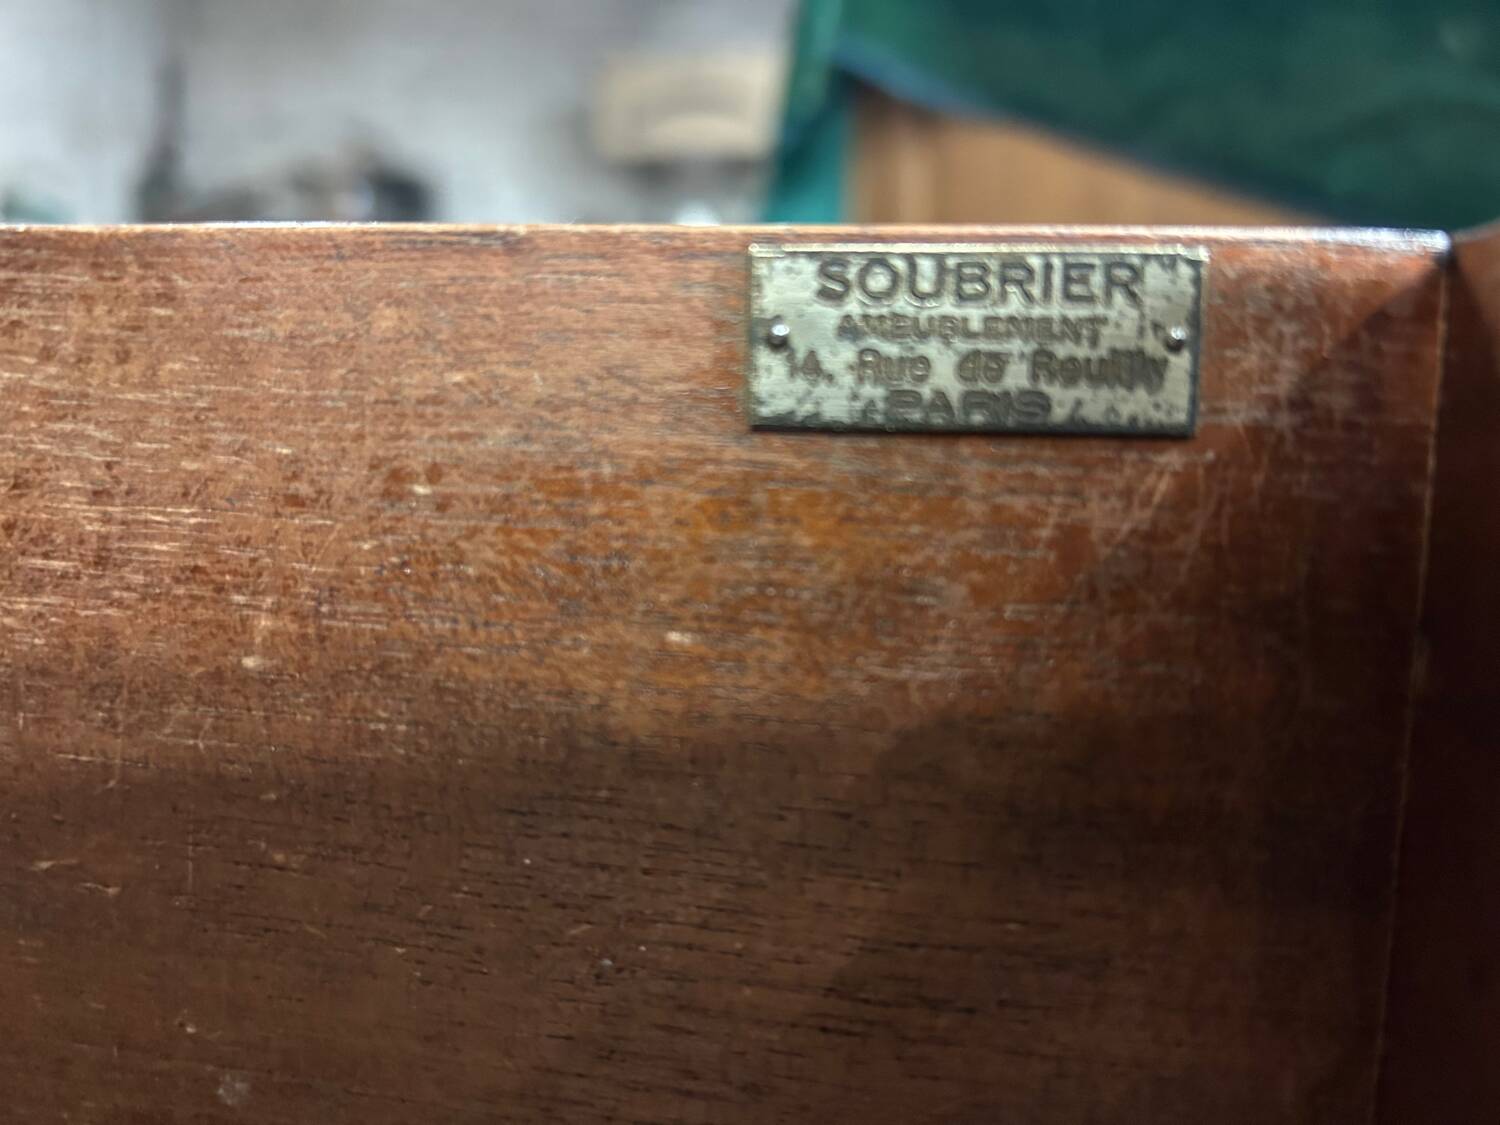 SOUBRIER
AMEUBLEMENT
14, Rue de Reuilly
PARIS